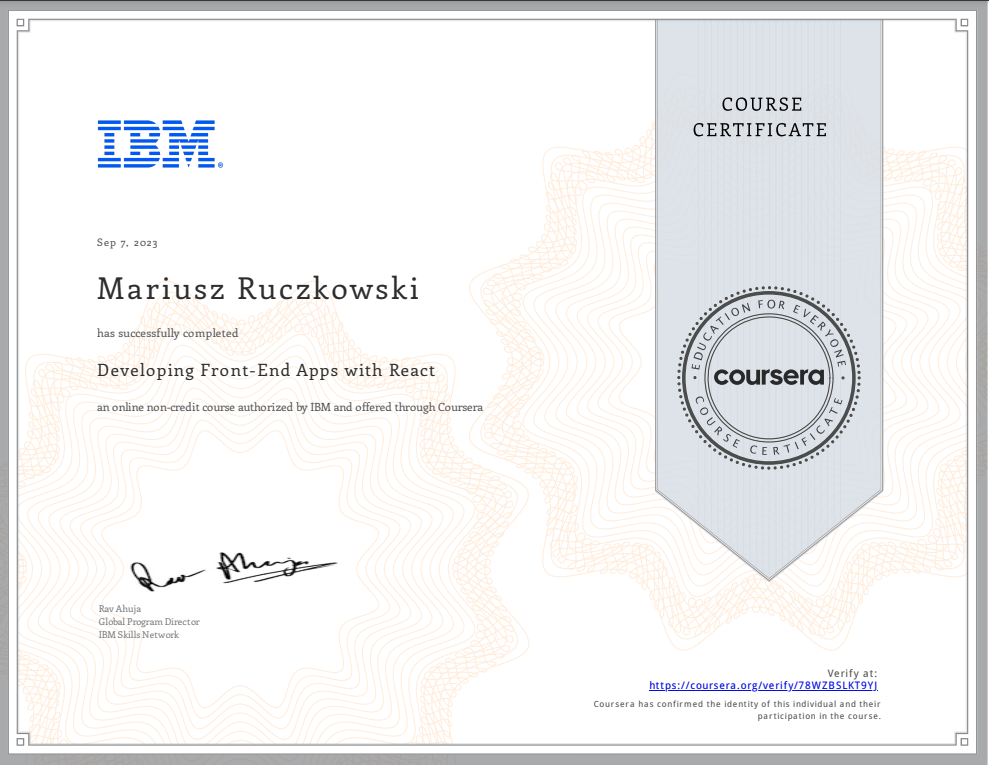 COURSE
CERTIFICATE
IBM®
Sep 7, 2023
Mariusz Ruczkowski
has successfully completed
Developing Front-End Apps with React
an online non-credit course authorized by IBM and offered through Coursera
EDUCATION FOR EVERYONE
coursera
COURSE CERTIFICATE
Rav Ahuja
Rav Ahuja
Global Program Director
IBM Skills Network
Verify at:
https://coursera.org/verify/78WZBSLKT9YJ
Coursera has confirmed the identity of this individual and their
participation in the course.